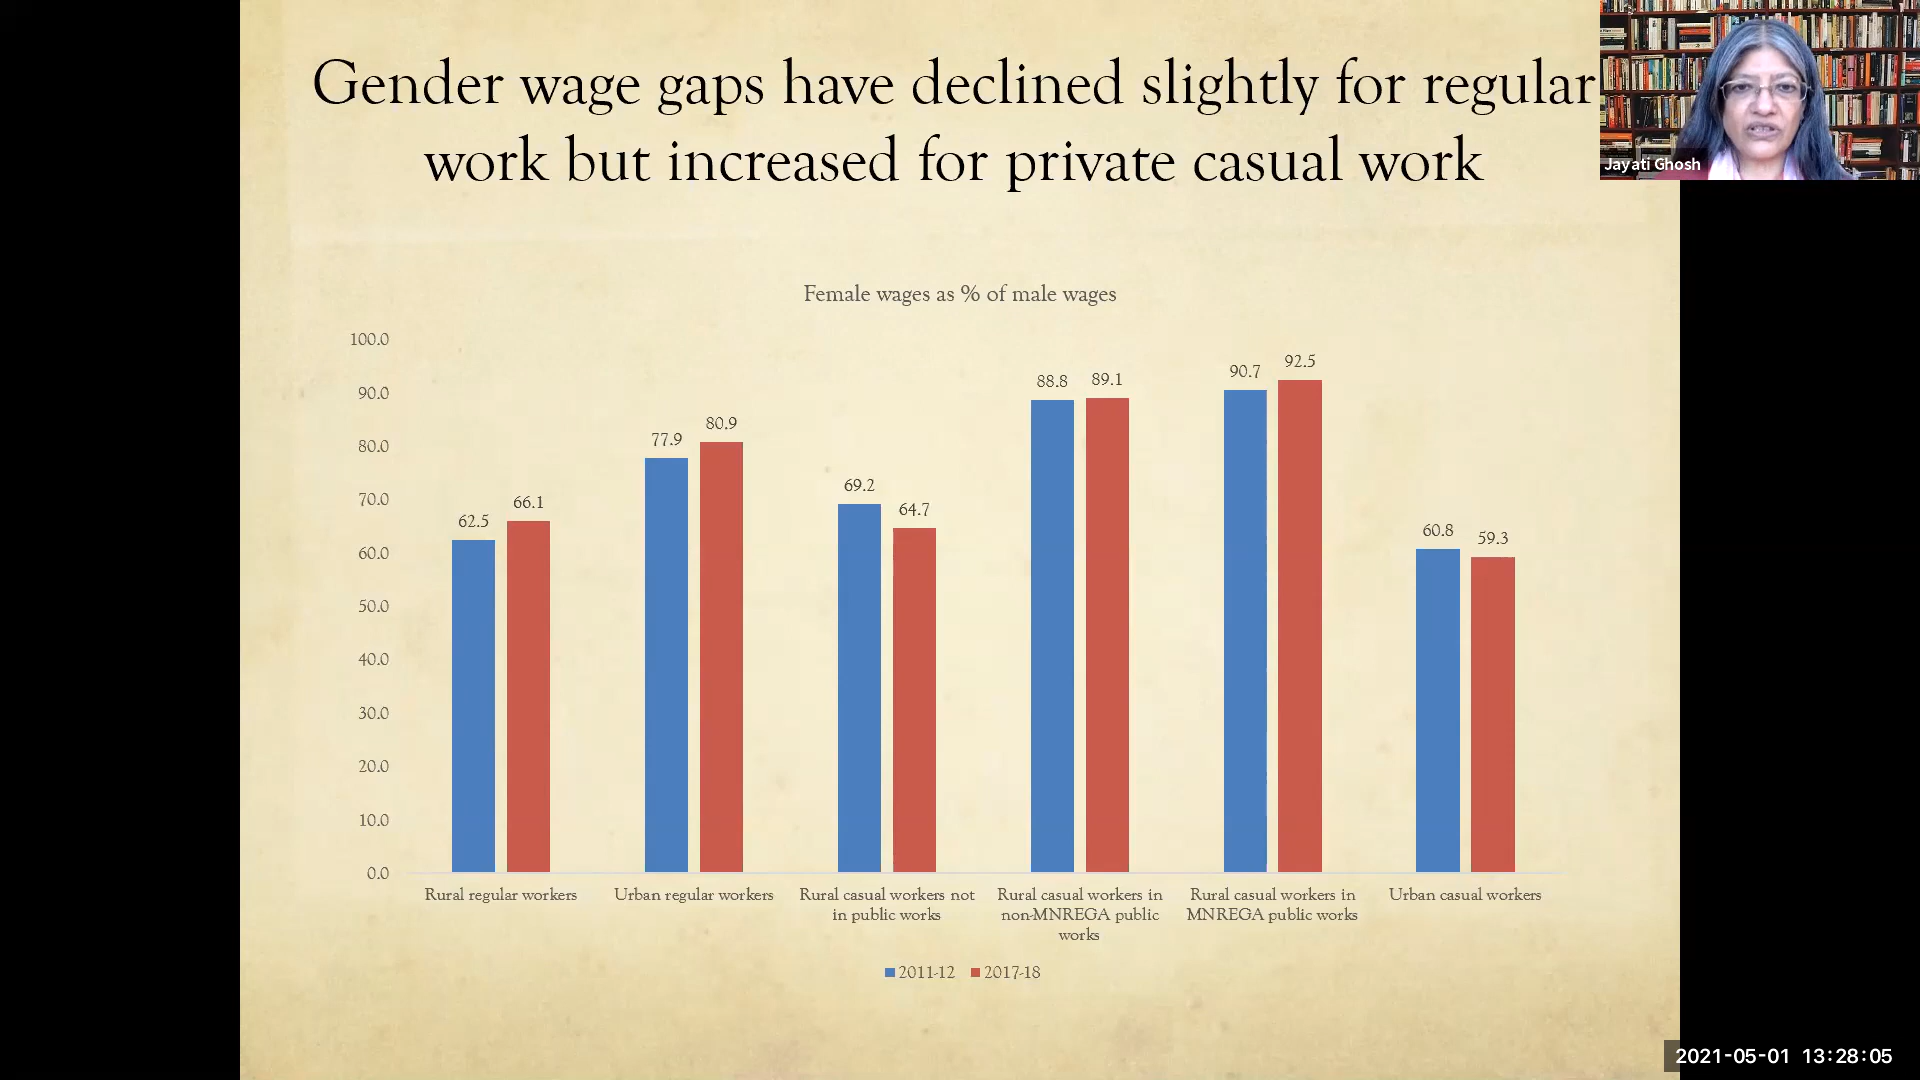 Gender wage gaps have declined slightly for regular
work but increased for private casual work
Jayati Ghosh
Female wages as % of male wages
100.0
90.0
80.0
70.0
60.0
50.0
40.0
30.0
20.0
10.0
0.0
62.5
66.1
77.9
80.9
69.2
64.7
88.8
89.1
90.7
92.5
60.8
59.3
Rural regular workers
Urban regular workers
Rural casual workers not
in public works
Rural casual workers in
non-MNREGA public
works
Rural casual workers in
MNREGA public works
Urban casual workers
2011-12
2017-18
2021-05-01 13:28:05